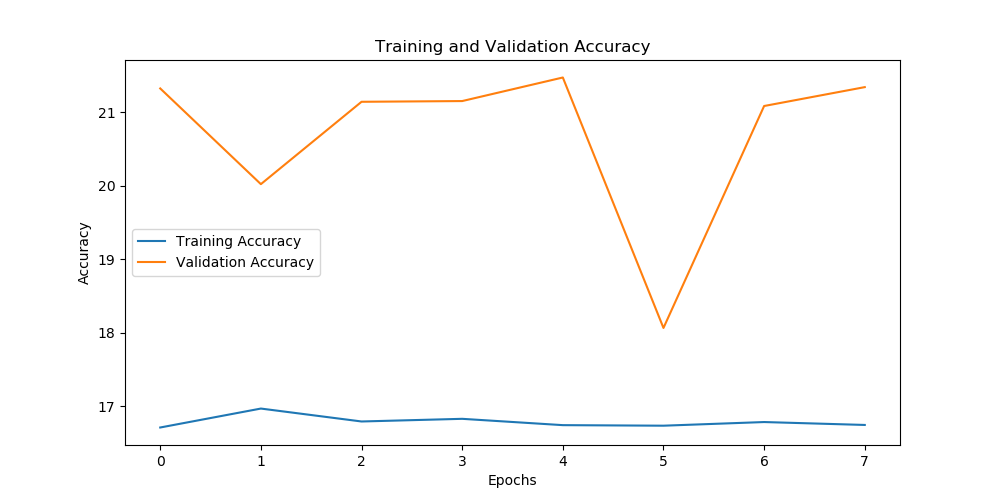 Training and Validation Accuracy
Accuracy
21
20
19
18
17
Training Accuracy
Validation Accuracy
0 1 2 3 4 5 6 7
Epochs